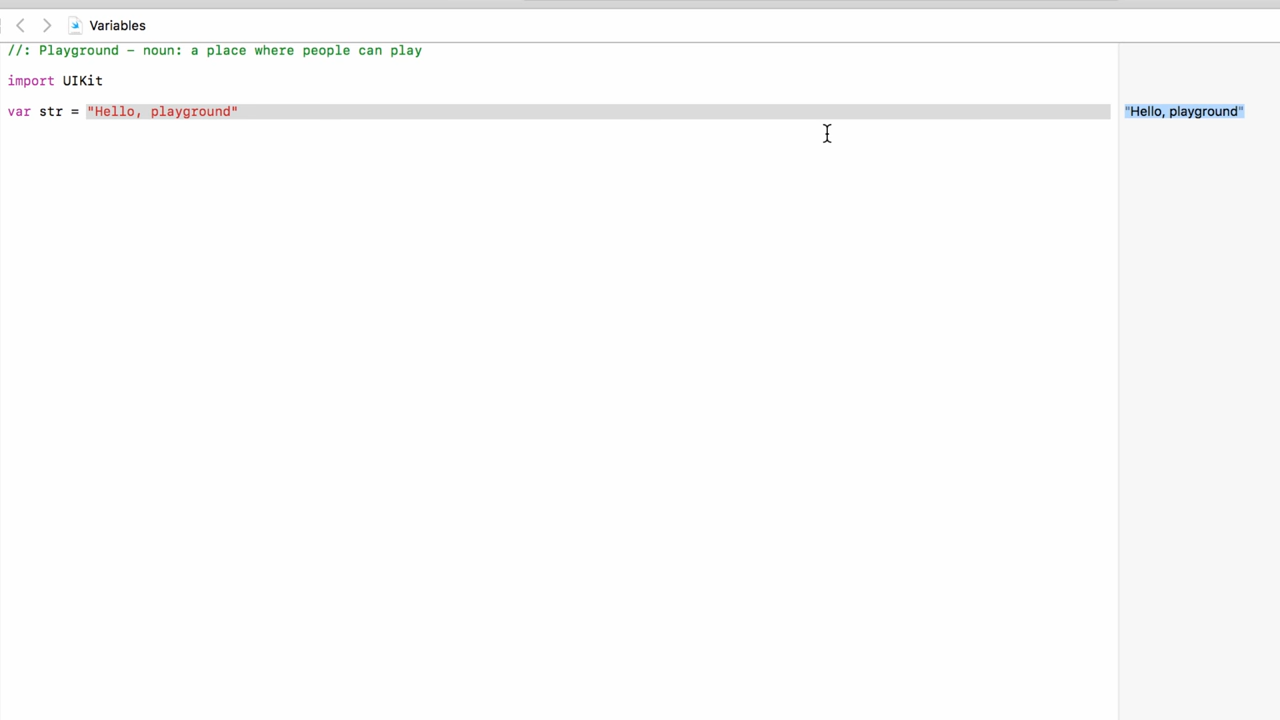 Variables
//: Playground – noun: a place where people can play
import UIKit
var str = "Hello, playground"
"Hello, playground"